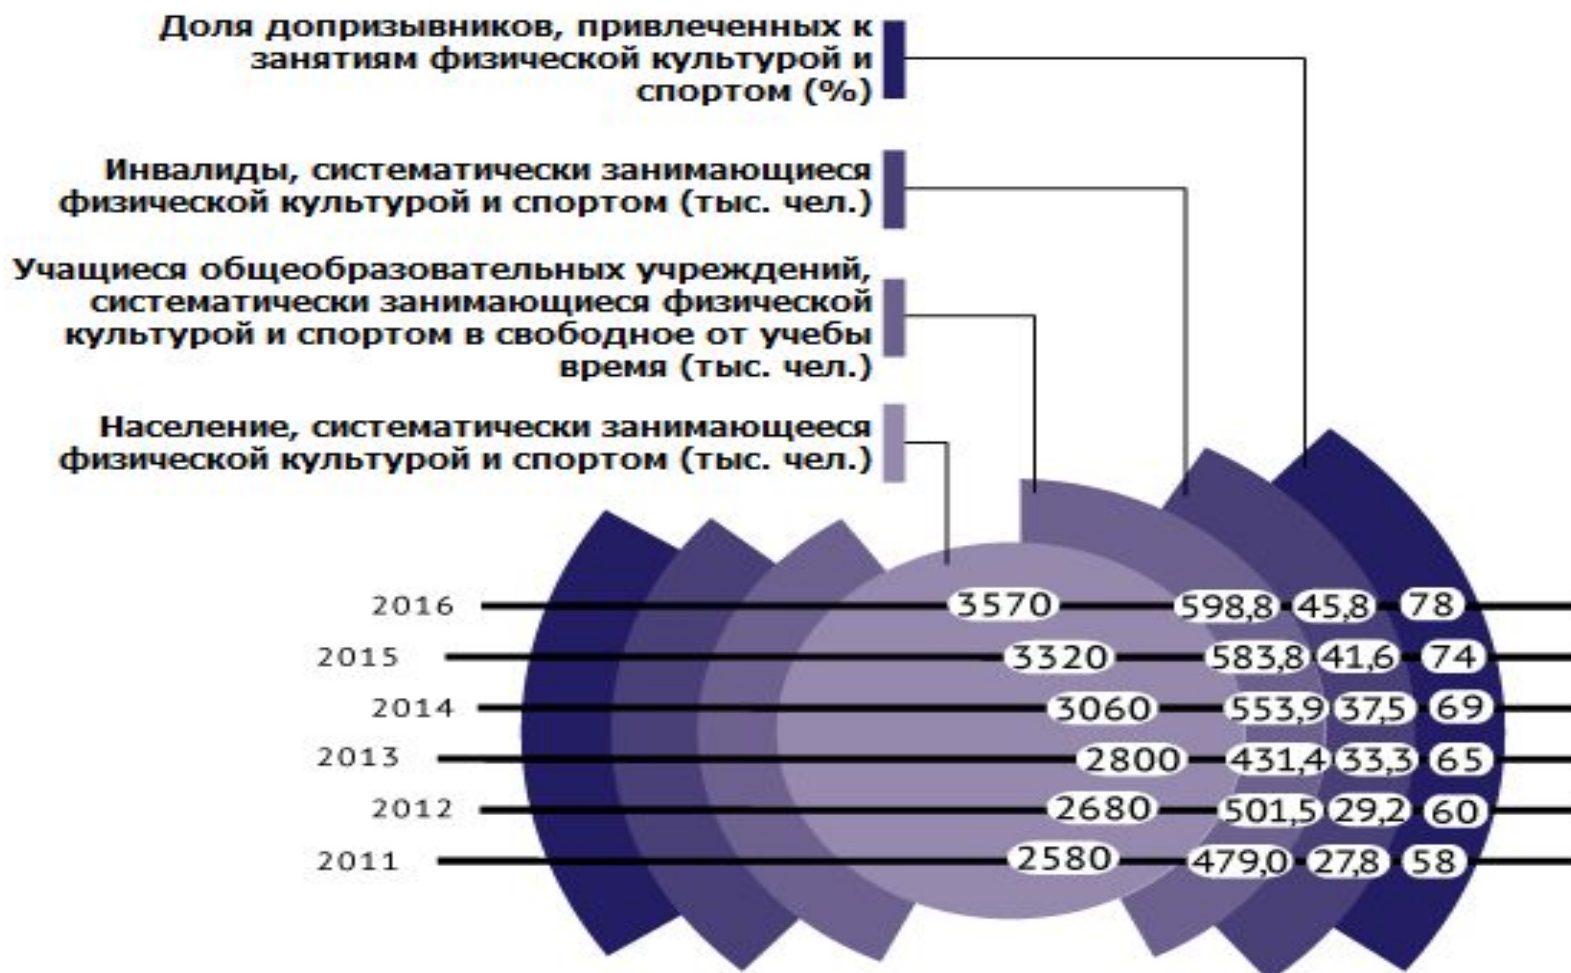 Доля допризывников, привлеченных к
занятиям физической культурой и
спортом (%)
Инвалиды, систематически занимающиеся
физической культурой и спортом (тыс. чел.)
Учащиеся общеобразовательных учреждений,
систематически занимающиеся физической
культурой и спортом в свободное от учебы
время (тыс. чел.)
Население, систематически занимающееся
физической культурой и спортом (тыс. чел.)
2016 3570 598,8 45,8 78
2015 3320 583,8 41,6 74
2014 3060 553,9 37,5 69
2013 2800 431,4 33,3 65
2012 2680 501,5 29,2 60
2011 2580 479,0 27,8 58